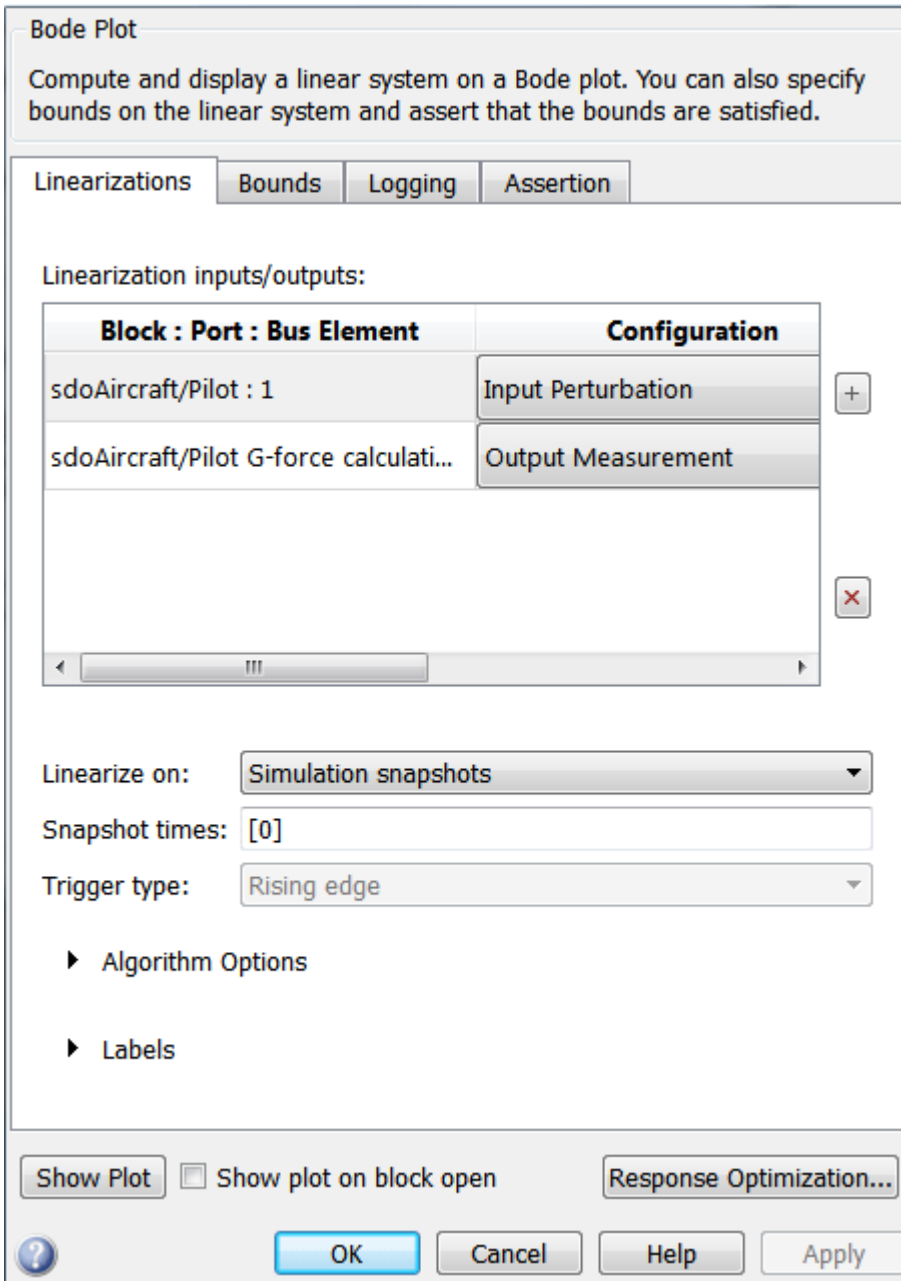 Bode Plot
Compute and display a linear system on a Bode plot. You can also specify
bounds on the linear system and assert that the bounds are satisfied.
Linearizations Bounds Logging Assertion
Linearization inputs/outputs:
Block : Port : Bus Element Configuration
sdoAircraft/Pilot : 1 Input Perturbation
sdoAircraft/Pilot G-force calculati... Output Measurement
Linearize on: Simulation snapshots
Snapshot times: [0]
Trigger type: Rising edge
Algorithm Options
Labels
Show Plot Show plot on block open Response Optimization...
OK Cancel Help Apply